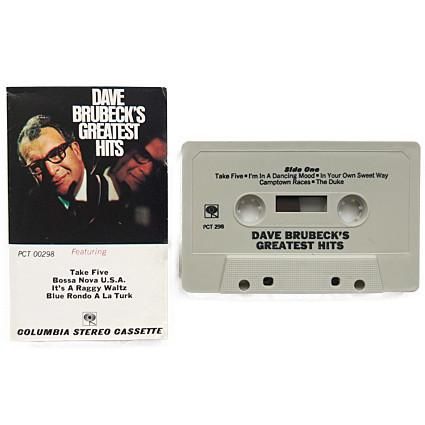 DAVE
BRUBECK'S
GREATEST
HITS
PCT 00298
Featuring
Take Five
Bossa Nova U.S.A.
It's A Raggy Waltz
Blue Rondo A La Turk
COLUMBIA STEREO CASSETTE
Side One
Take Five • I'm In A Dancing Mood • In Your Own Sweet Way
Camptown Races • The Duke
PCT 298
DAVE BRUBECK'S
GREATEST HITS